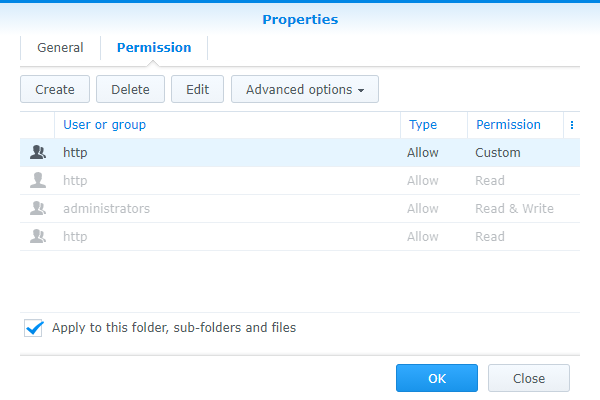 Properties
General Permission
Create Delete Edit Advanced options
User or group Type Permission
http Allow Custom
http Allow Read
administrators Allow Read & Write
http Allow Read
Apply to this folder, sub-folders and files
OK Close